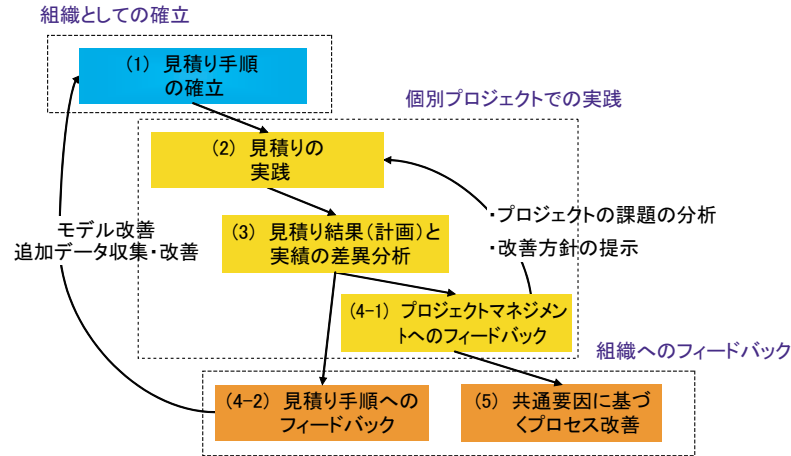 組織としての確立
(1) 見積り手順
の確立
個別プロジェクトでの実践
(2) 見積りの
実践
・プロジェクトの課題の分析
・改善方針の提示
モデル改善
追加データ収集・改善
(3) 見積り結果(計画)と
実績の差異分析
(4-1) プロジェクトマネジメン
トへのフィードバック
組織へのフィードバック
(4-2) 見積り手順への
フィードバック
(5) 共通要因に基づ
くプロセス改善